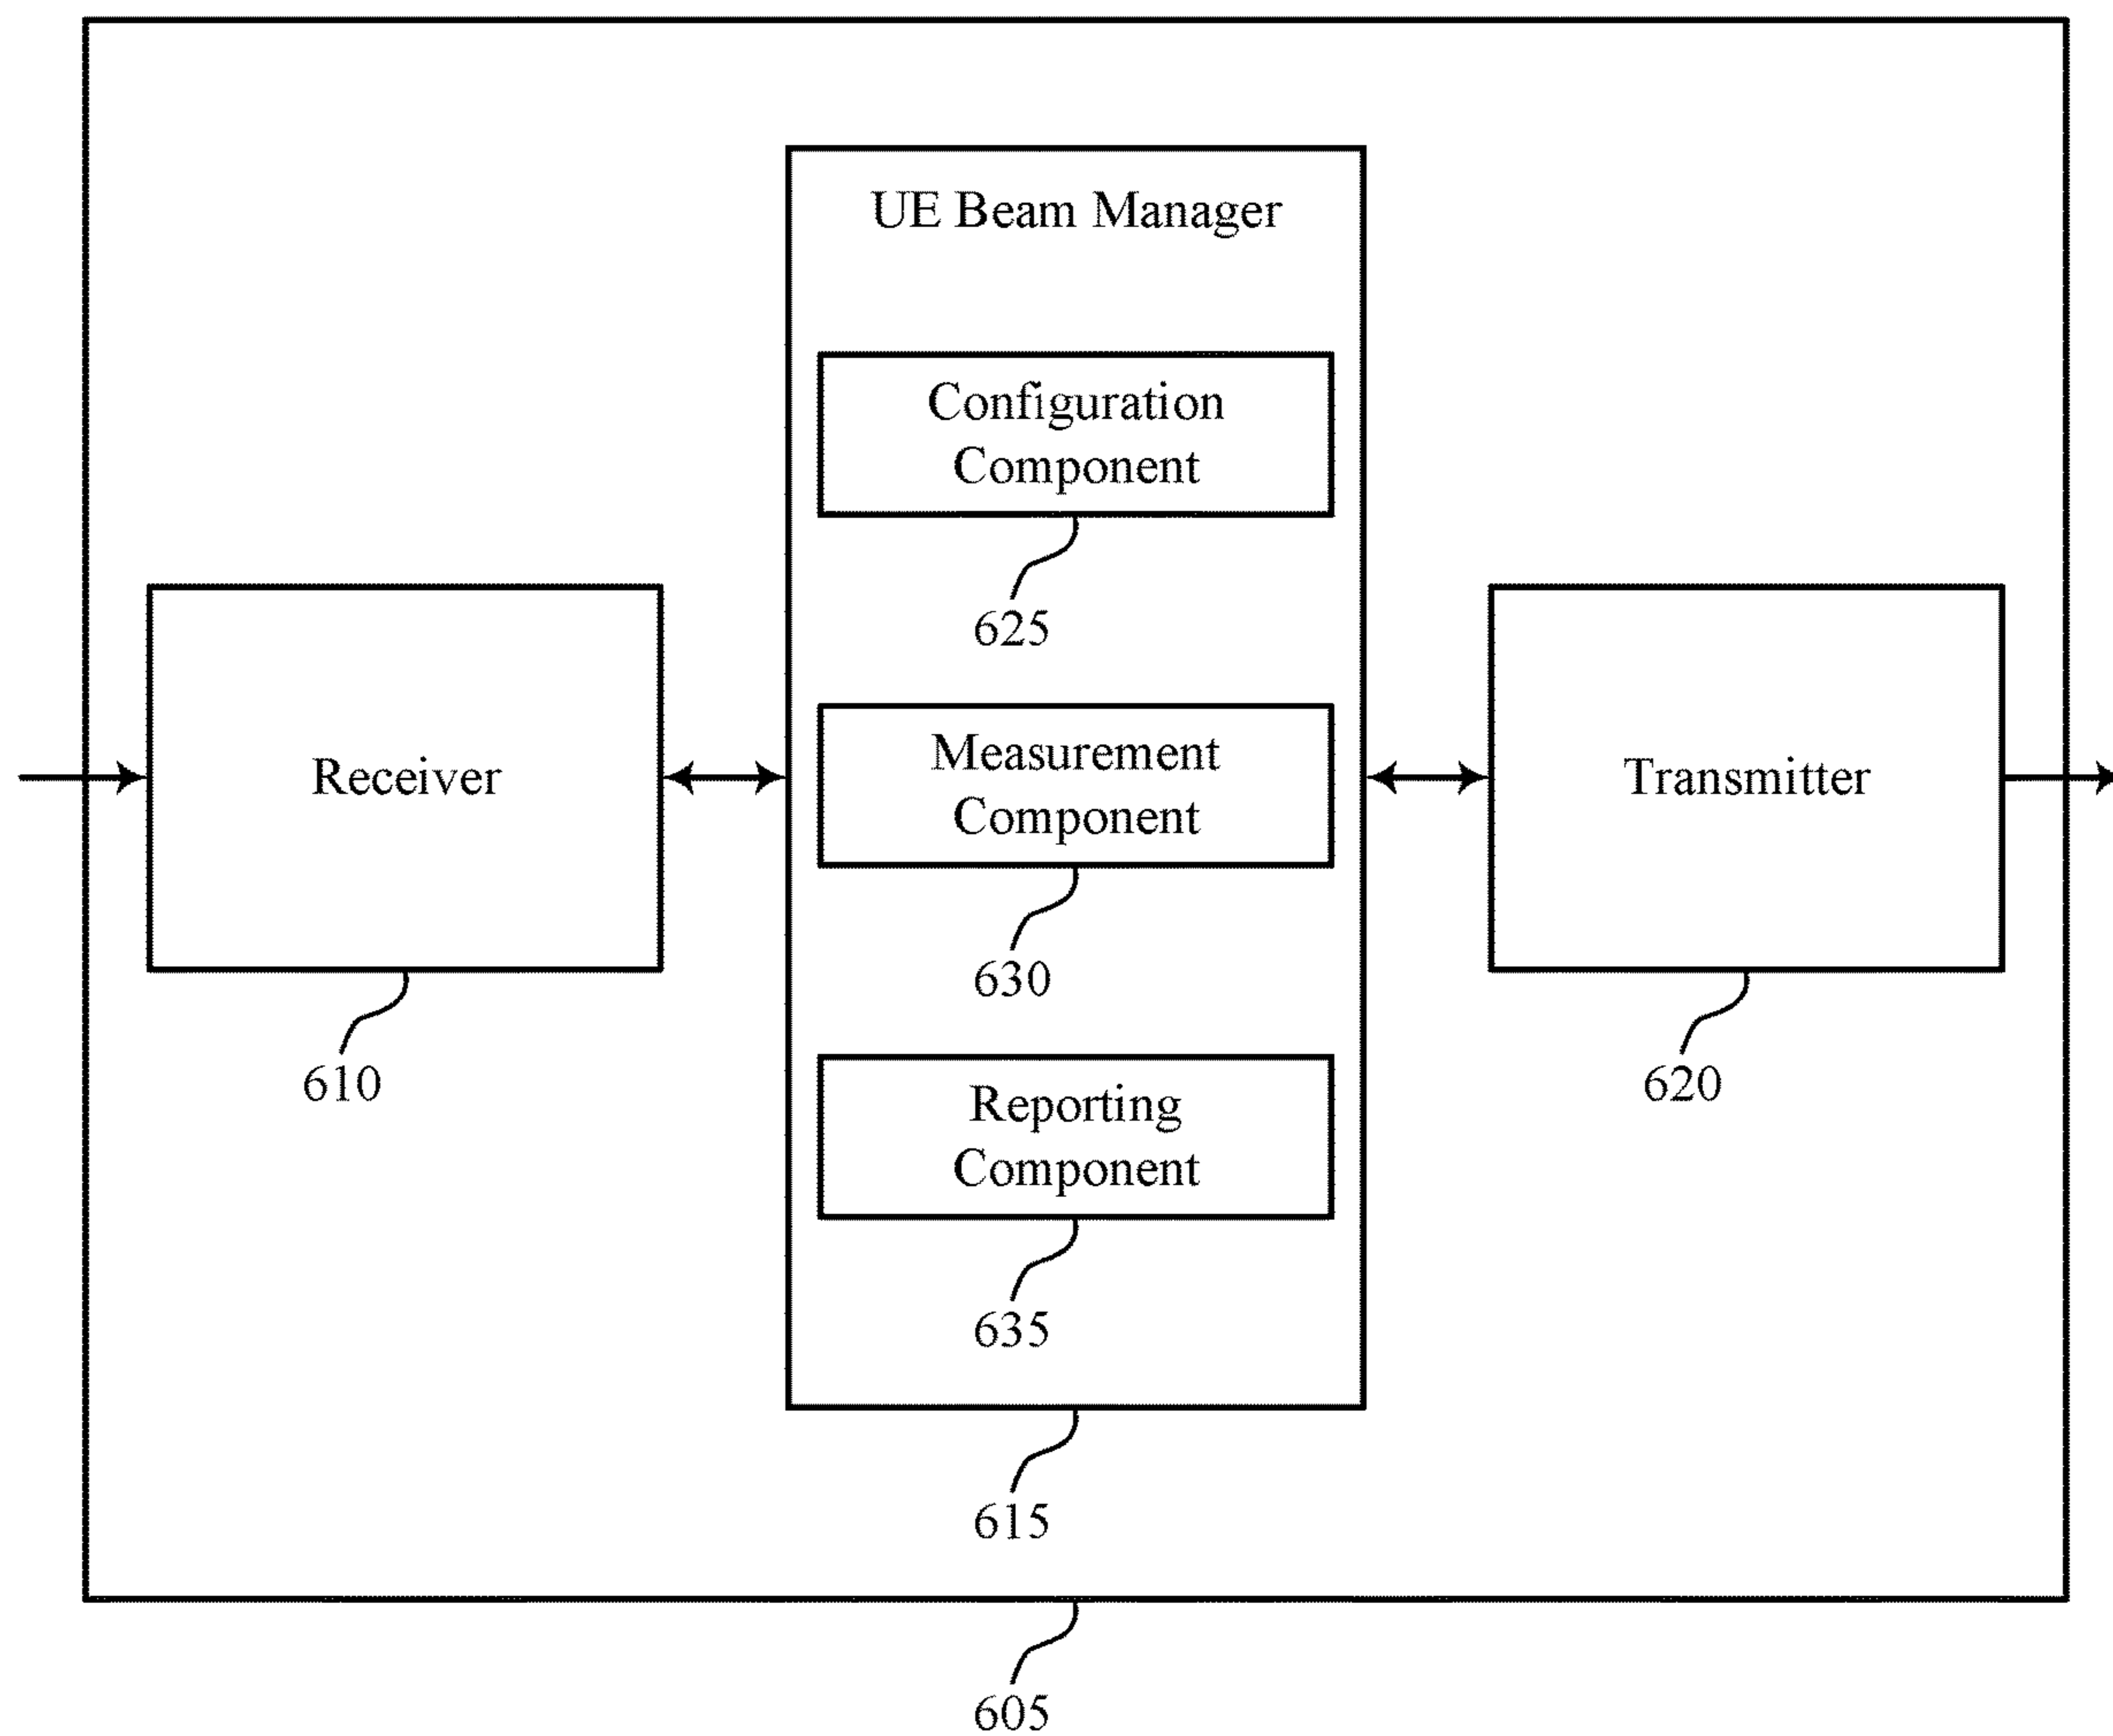 UE Beam Manager
Configuration
Component
625
Receiver
610
Measurement
Component
630
Transmitter
620
Reporting
Component
635
615
605